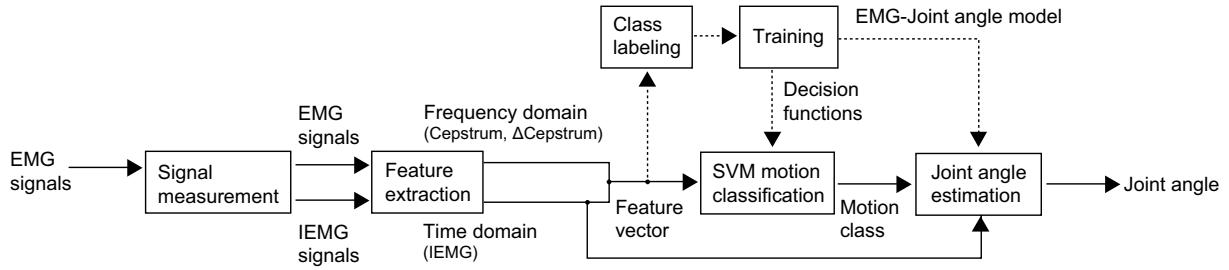 EMG
signals
Signal
measurement
EMG
signals
IEMG
signals
Feature
extraction
Frequency domain
(Cepstrum, ΔCepstrum)
Time domain
(IEMG)
Class
labeling
Training
EMG-Joint angle model
Decision
functions
Feature
vector
SVM motion
classification
Motion
class
Joint angle
estimation
Joint angle